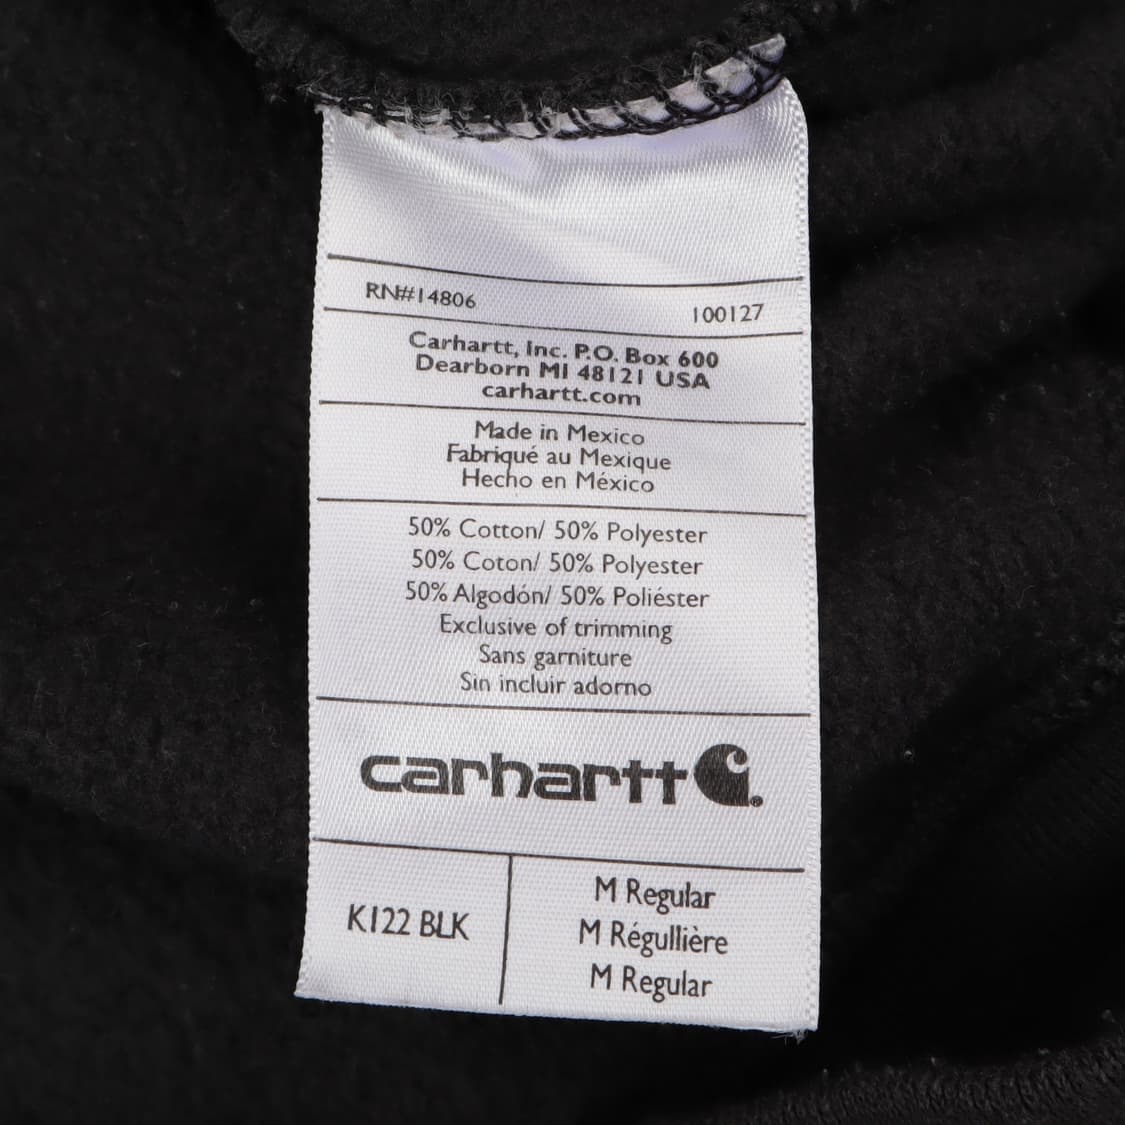 RN#14806 100127
Carhartt, Inc. P.O. Box 600
Dearborn MI 48121 USA
carhartt.com
Made in Mexico
Fabriqué au Mexique
Hecho en México
50% Cotton/ 50% Polyester
50% Coton/ 50% Polyester
50% Algodón/ 50% Poliéster
Exclusive of trimming
Sans garniture
Sin incluir adorno
carhartt®
K122 BLK
M Regular
M Régullière
M Regular